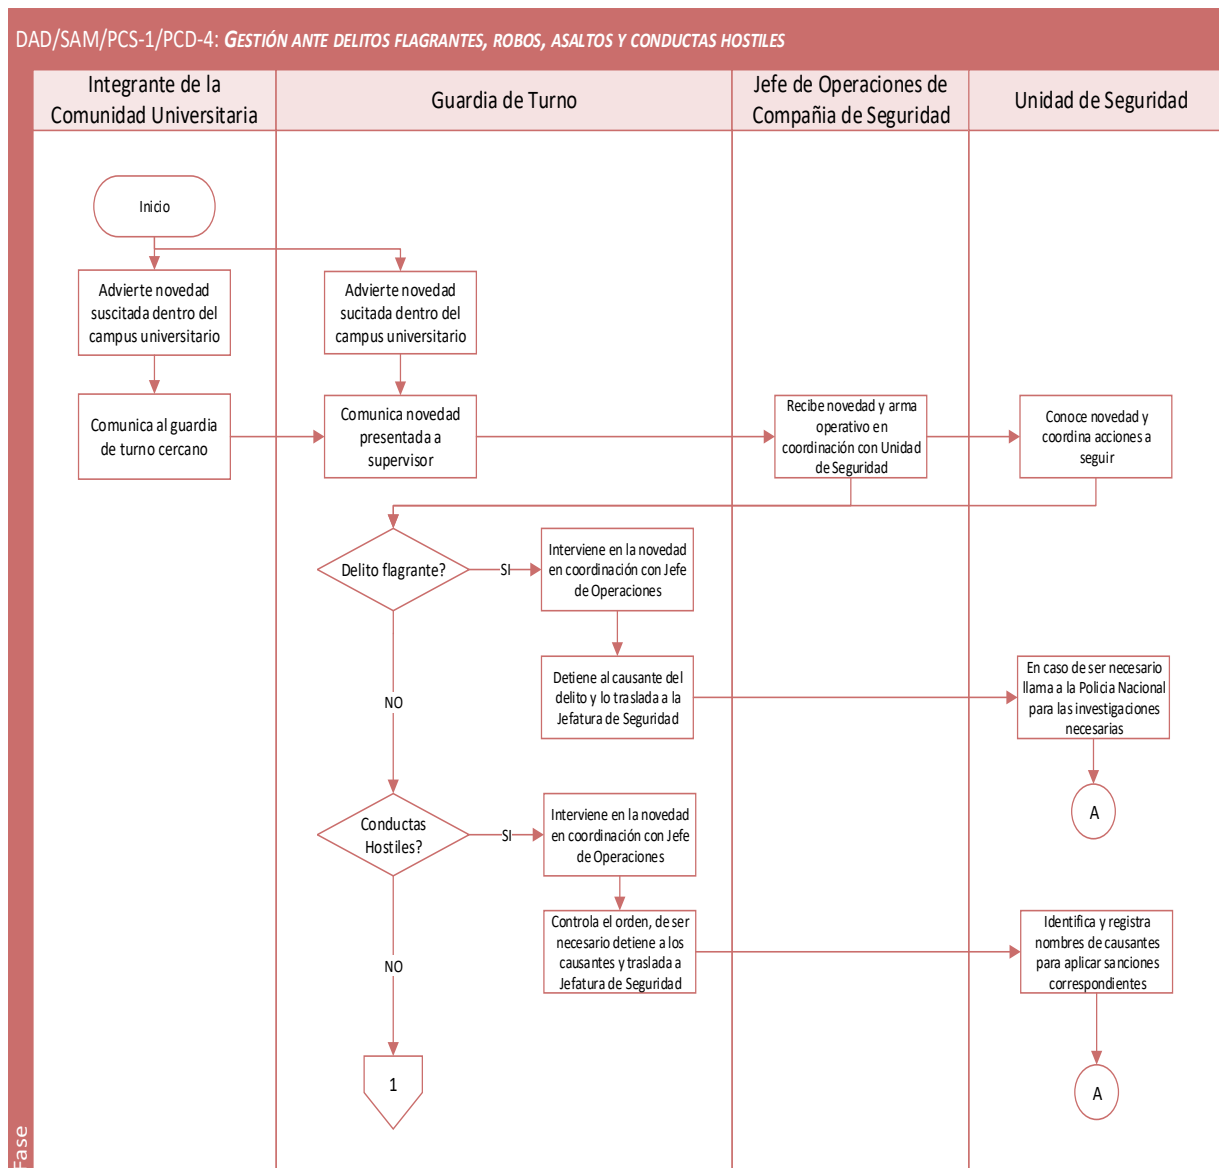 DAD/SAM/PCS-1/PCD-4: GESTIÓN ANTE DELITOS FLAGRANTES, ROBOS, ASALTOS Y CONDUCTAS HOSTILES
Integrante de la
Comunidad Universitaria
Guardia de Turno
Jefe de Operaciones de
Compañia de Seguridad
Unidad de Seguridad
Inicio
Advierte novedad
suscitada dentro del
campus universitario
Advierte novedad
sucitada dentro del
campus universitario
Comunica al guardia
de turno cercano
Comunica novedad
presentada a
supervisor
Recibe novedad y arma
operativo en
coordinación con Unidad
de Seguridad
Conoce novedad y
coordina acciones a
seguir
Delito flagrante?
SI
Interviene en la novedad
en coordinación con Jefe
de Operaciones
Detiene al causante del
delito y lo traslada a la
Jefatura de Seguridad
En caso de ser necesario
llama a la Policia Nacional
para las investigaciones
necesarias
NO
A
Conductas
Hostiles?
SI
Interviene en la novedad
en coordinación con Jefe
de Operaciones
Controla el orden, de ser
necesario detiene a los
causantes y traslada a
Jefatura de Seguridad
Identifica y registra
nombres de causantes
para aplicar sanciones
correspondientes
NO
1
A
Fase